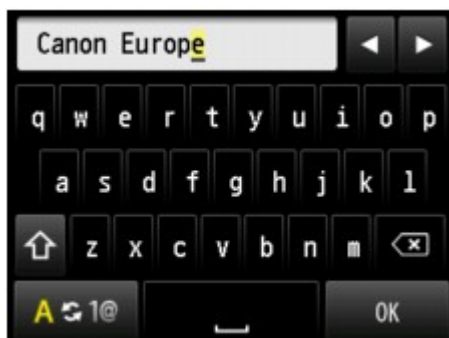 Canon Europe
q w e r t y u i o p
a s d f g h j k l
z x c v b n m
A 1@ OK